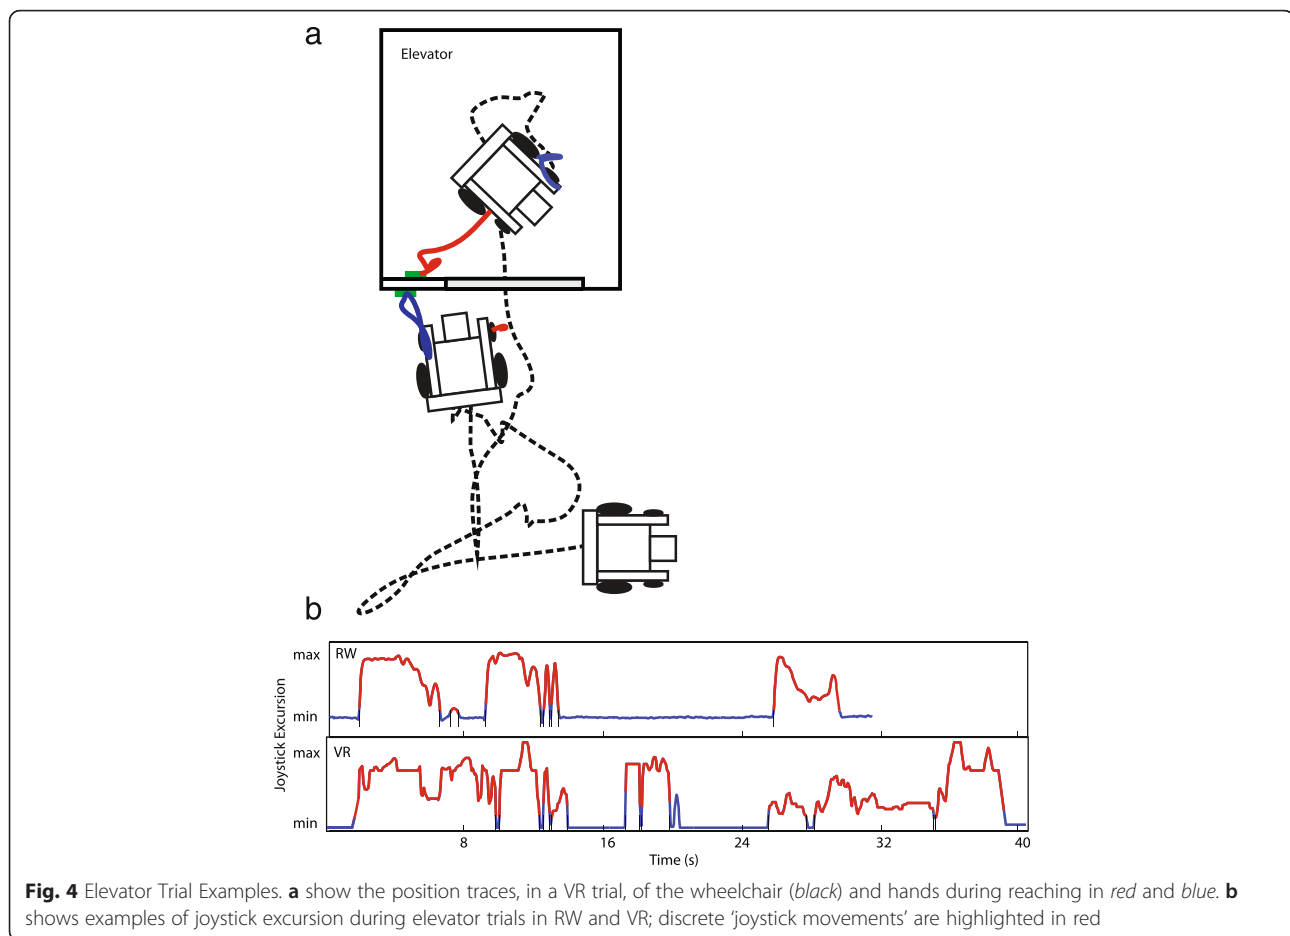 a
Elevator
b
max
RW
min
Joystick Excursion
max
VR
min
8
16
24
32
40
Time (s)
Fig. 4 Elevator Trial Examples. a show the position traces, in a VR trial, of the wheelchair (black) and hands during reaching in red and blue. b
shows examples of joystick excursion during elevator trials in RW and VR; discrete ‘joystick movements’ are highlighted in red